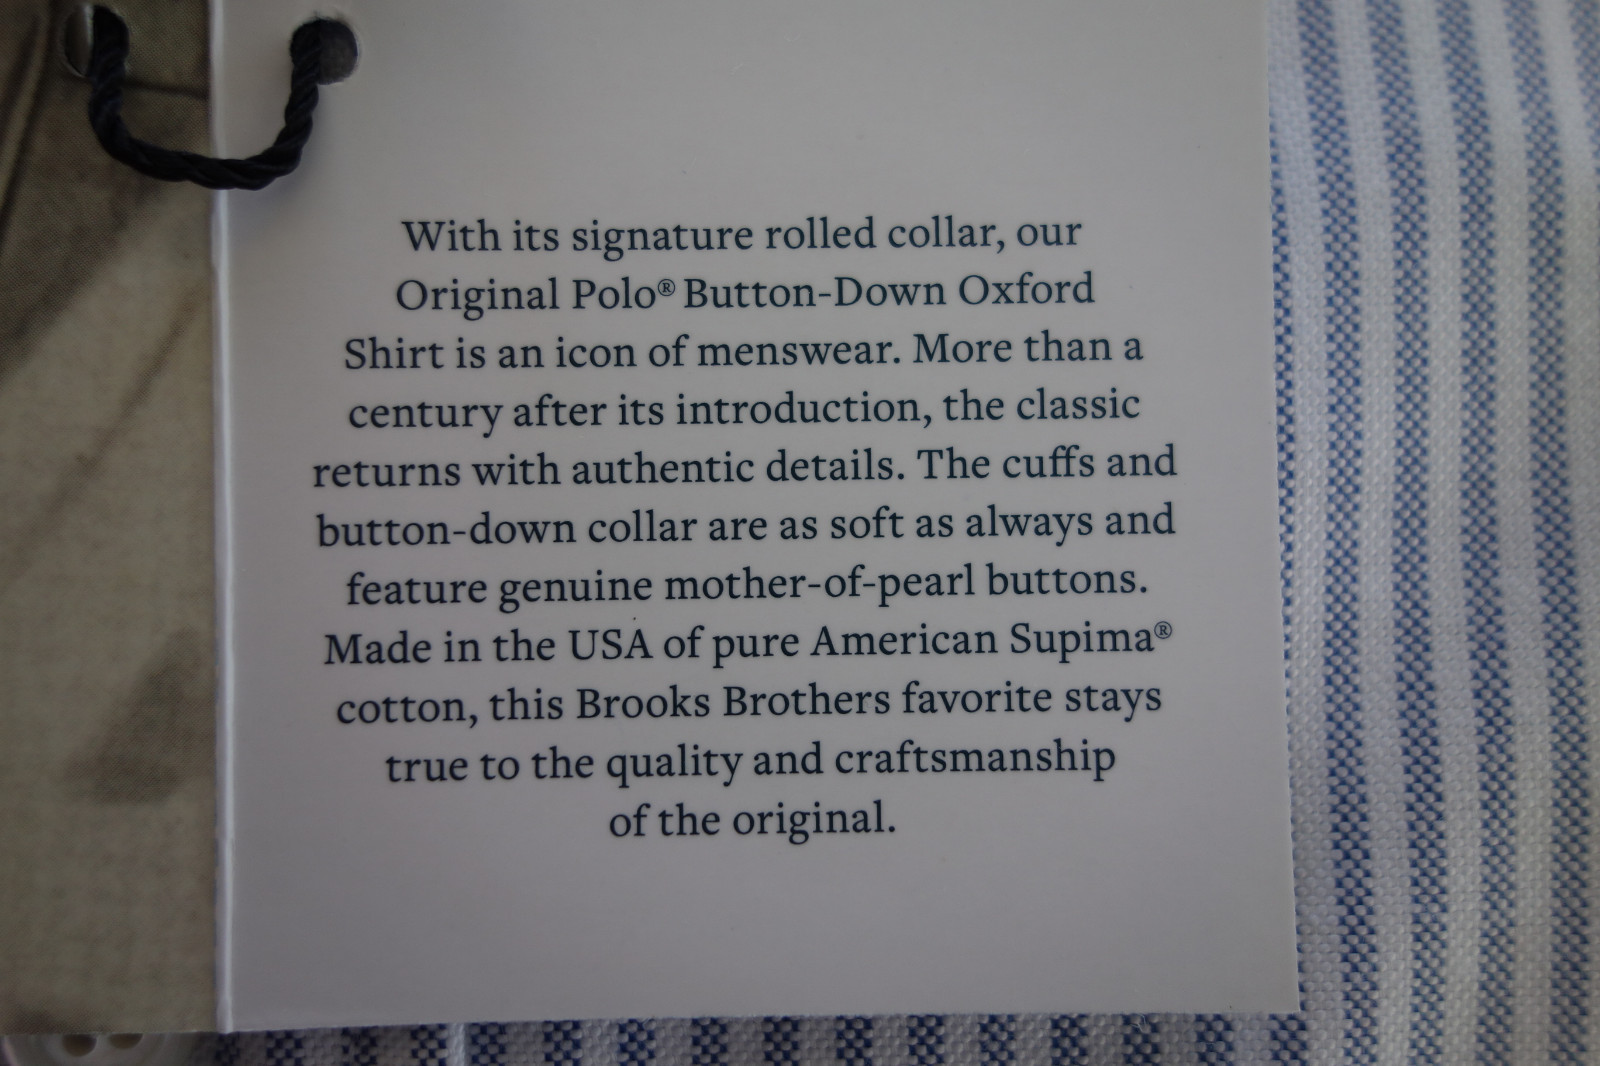 With its signature rolled collar, our
Original Polo® Button-Down Oxford
Shirt is an icon of menswear. More than a
century after its introduction, the classic
returns with authentic details. The cuffs and
button-down collar are as soft as always and
feature genuine mother-of-pearl buttons.
Made in the USA of pure American Supima®
cotton, this Brooks Brothers favorite stays
true to the quality and craftsmanship
of the original.